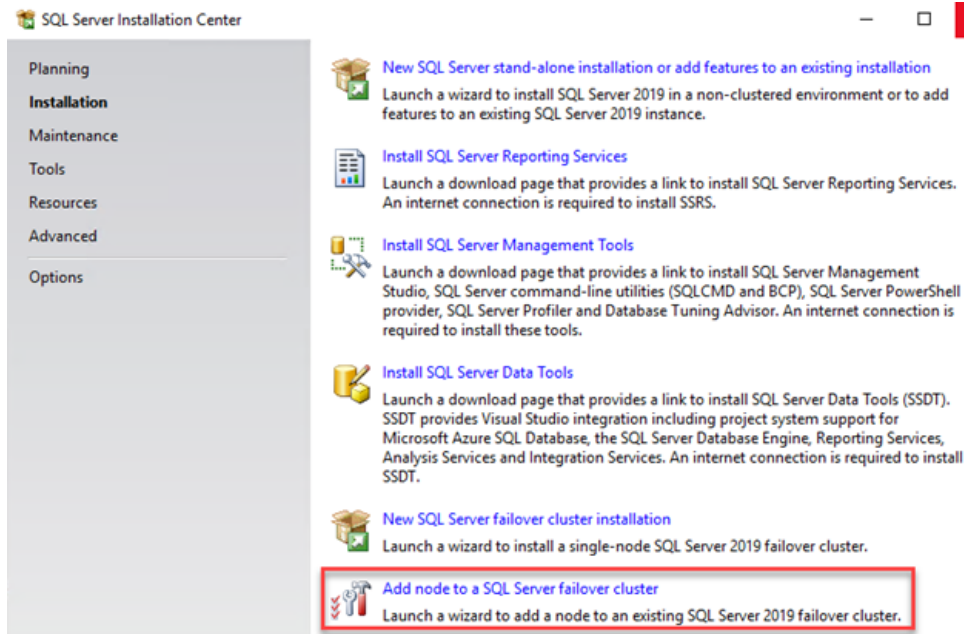 SQL Server Installation Center
Planning
Installation
Maintenance
Tools
Resources
Advanced
Options
New SQL Server stand-alone installation or add features to an existing installation
Launch a wizard to install SQL Server 2019 in a non-clustered environment or to add
features to an existing SQL Server 2019 instance.
Install SQL Server Reporting Services
Launch a download page that provides a link to install SQL Server Reporting Services.
An internet connection is required to install SSRS.
Install SQL Server Management Tools
Launch a download page that provides a link to install SQL Server Management
Studio, SQL Server command-line utilities (SQLCMD and BCP), SQL Server PowerShell
provider, SQL Server Profiler and Database Tuning Advisor. An internet connection is
required to install these tools.
Install SQL Server Data Tools
Launch a download page that provides a link to install SQL Server Data Tools (SSDT).
SSDT provides Visual Studio integration including project system support for
Microsoft Azure SQL Database, the SQL Server Database Engine, Reporting Services,
Analysis Services and Integration Services. An internet connection is required to install
SSDT.
New SQL Server failover cluster installation
Launch a wizard to install a single-node SQL Server 2019 failover cluster.
Add node to a SQL Server failover cluster
Launch a wizard to add a node to an existing SQL Server 2019 failover cluster.